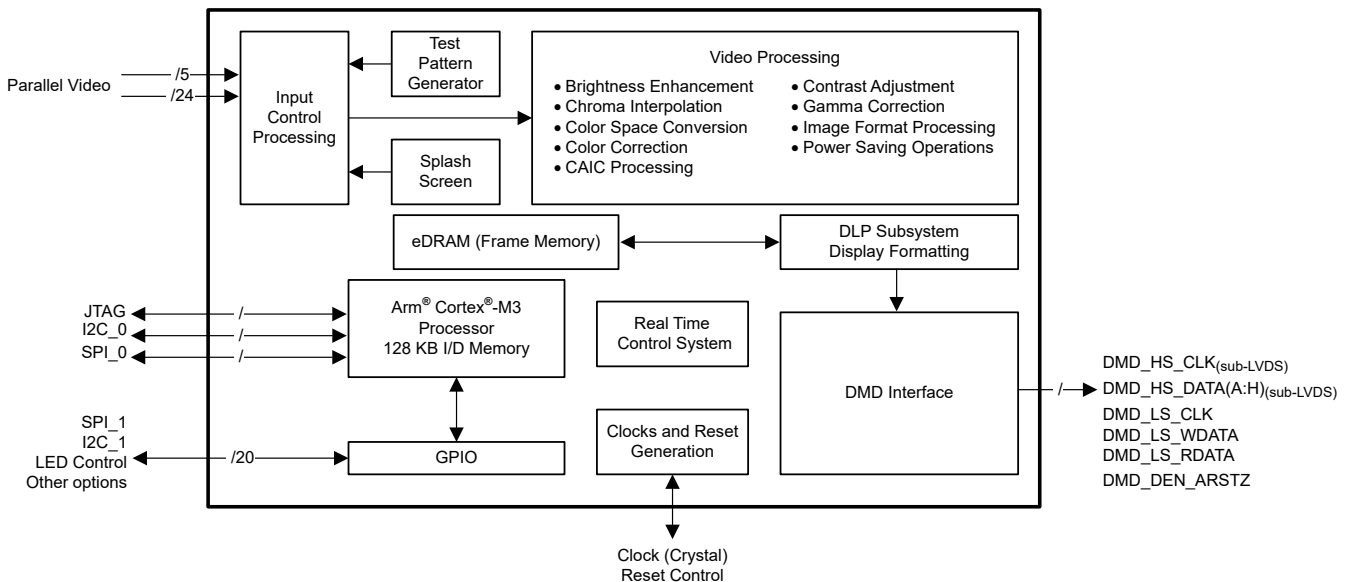 Parallel Video
/5
/24
Input
Control
Processing
Test
Pattern
Generator
Splash
Screen
Video Processing
• Brightness Enhancement
• Chroma Interpolation
• Color Space Conversion
• Color Correction
• CAIC Processing
• Contrast Adjustment
• Gamma Correction
• Image Format Processing
• Power Saving Operations
eDRAM (Frame Memory)
DLP Subsystem
Display Formatting
JTAG
I2C_0
SPI_0
/
/
/
Arm® Cortex®-M3
Processor
128 KB I/D Memory
Real Time
Control System
DMD Interface
/
DMD_HS_CLK(sub-LVDS)
DMD_HS_DATA(A:H)(sub-LVDS)
DMD_LS_CLK
DMD_LS_WDATA
DMD_LS_RDATA
DMD_DEN_ARSTZ
SPI_1
I2C_1
LED Control
Other options
/20
GPIO
Clocks and Reset
Generation
Clock (Crystal)
Reset Control